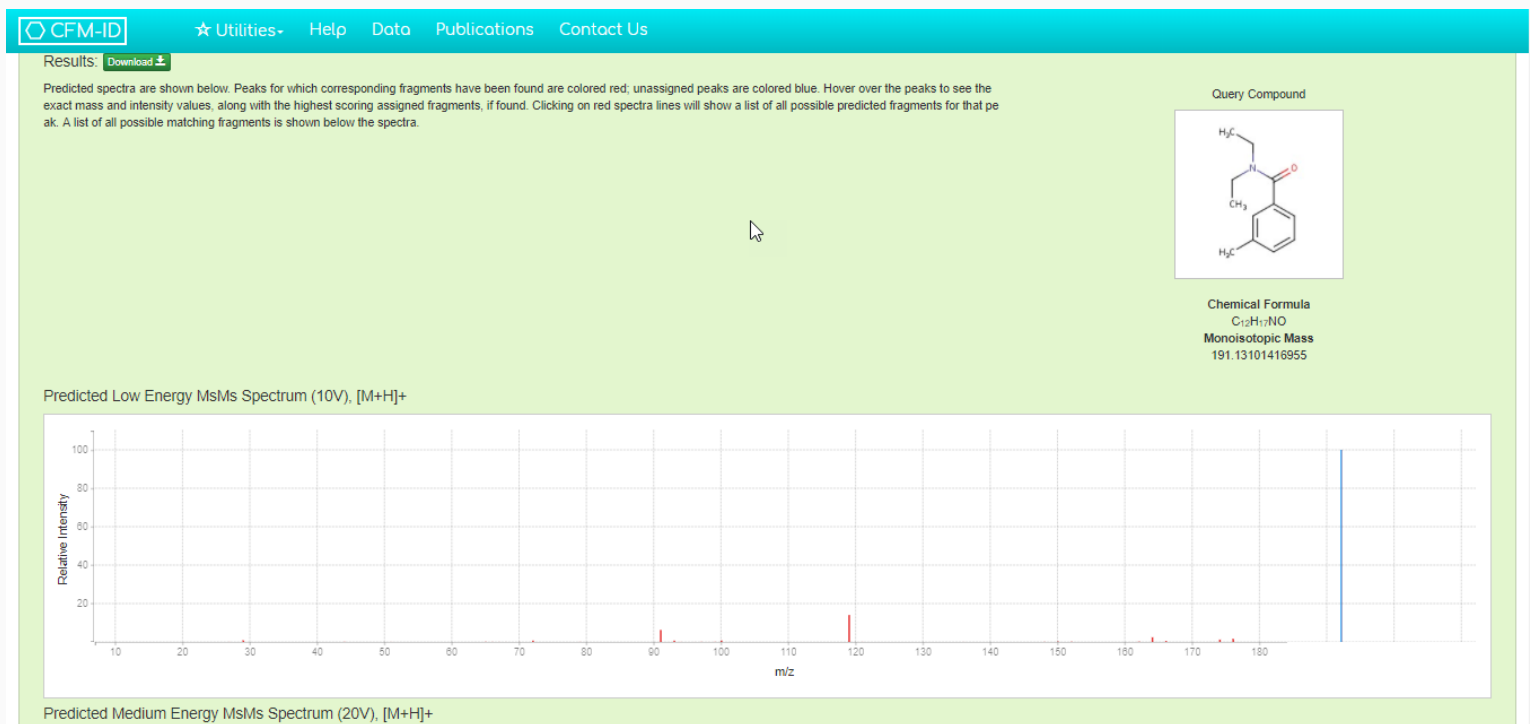 CFM-ID
Utilities
Help
Data
Publications
Contact Us
Results:
Download
Predicted spectra are shown below. Peaks for which corresponding fragments have been found are colored red; unassigned peaks are colored blue. Hover over the peaks to see the
exact mass and intensity values, along with the highest scoring assigned fragments, if found. Clicking on red spectra lines will show a list of all possible predicted fragments for that pe
ak. A list of all possible matching fragments is shown below the spectra.
Query Compound
H₃C
N
O
CH₃
H₃C
Chemical Formula
C₁₂H₁₇NO
Monoisotopic Mass
191.13101416955
Predicted Low Energy MsMs Spectrum (10V), [M+H]+
100
80
60
40
20
Relative Intensity
10 20 30 40 50 60 70 80 90 100 110 120 130 140 150 160 170 180
m/z
Predicted Medium Energy MsMs Spectrum (20V), [M+H]+